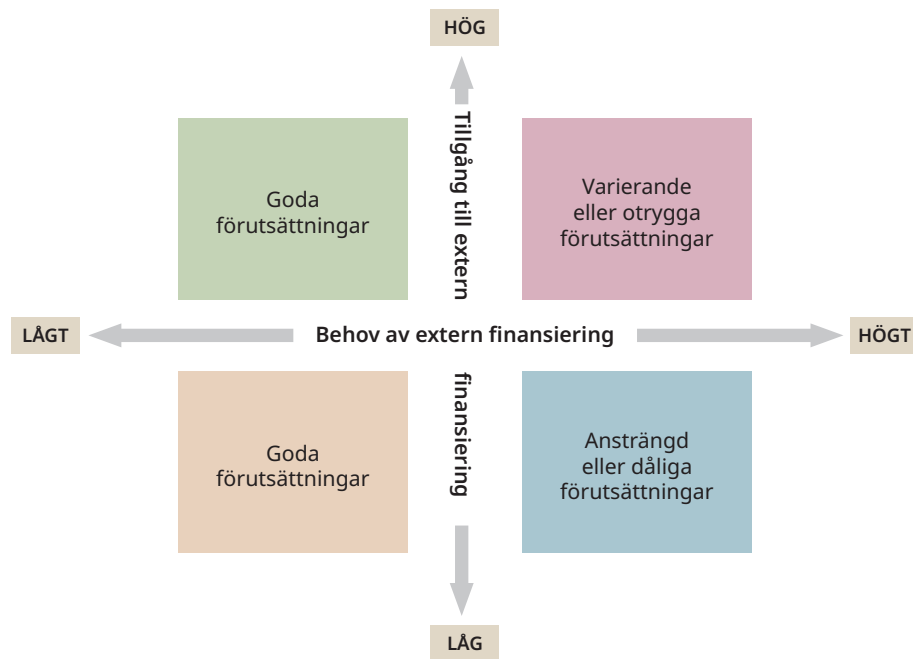 HÖG
Tillgång till extern
Goda
förutsättningar
Varierande
eller otrygga
förutsättningar
LÅGT
Behov av extern finansiering
HÖGT
finansiering
Goda
förutsättningar
Ansträngd
eller dåliga
förutsättningar
LÅG